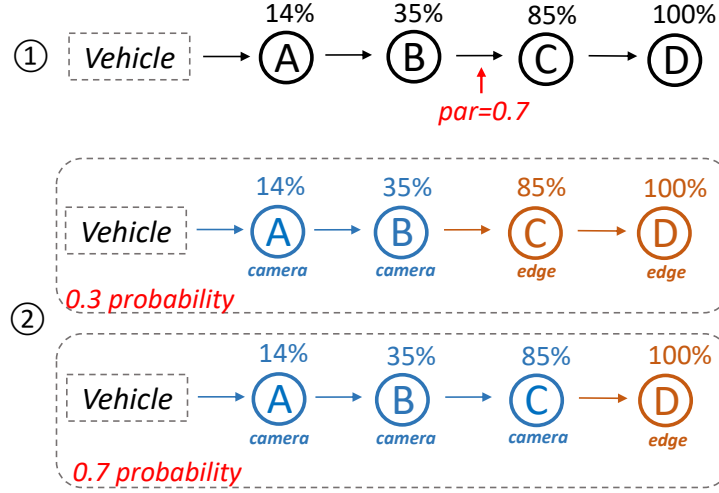 14% 35% 85% 100%
① Vehicle A B C D
par=0.7
14% 35% 85% 100%
Vehicle A B C D
camera camera edge edge
0.3 probability
②
14% 35% 85% 100%
Vehicle A B C D
camera camera camera edge
0.7 probability